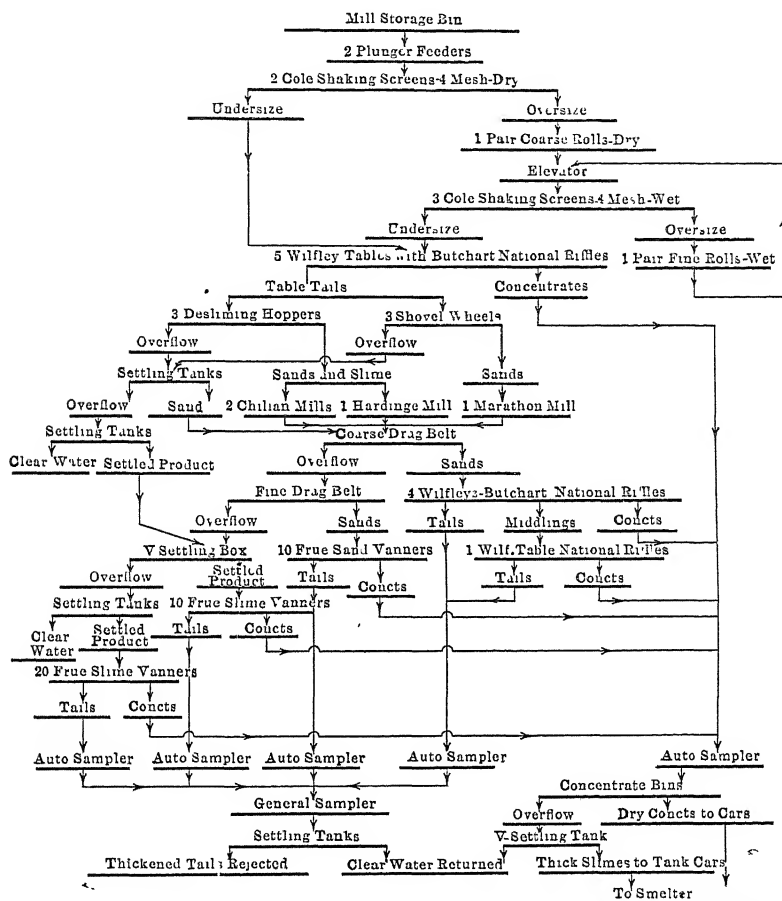 Mill Storage Bin
2 Plunger Feeders
2 Cole Shaking Screens-4 Mesh-Dry
Undersize Oversize
1 Pair Coarse Rolls-Dry
Elevator
3 Cole Shaking Screens-4 Mesh-Wet
Undersize Oversize
5 Wilfley Tables with Butchart National Riffles 1 Pair Fine Rolls-Wet
Table Tails Concentrates
3 Desliming Hoppers 3 Shovel Wheels
Overflow Overflow
Settling Tanks Sands and Slime Sands
Overflow Sand 2 Chilian Mills 1 Hardinge Mill 1 Marathon Mill
Settling Tanks Coarse Drag Belt
Clear Water Settled Product Overflow Sands
Fine Drag Belt 4 Wilfleys-Butchart National Riffles
Overflow Sands Tails Middlings Concts
V Settling Box 10 Frue Sand Vanners 1 Wilf. Table National Riffles
Overflow Settled Product Tails Concts Tails Concts
Settling Tanks 10 Frue Slime Vanners
Clear Water Settled Product Tails Concts
20 Frue Slime Vanners
Tails Concts
Auto Sampler Auto Sampler Auto Sampler Auto Sampler Auto Sampler
Concentrate Bins
General Sampler Overflow Dry Concts to Cars
Settling Tanks V-Settling Tank
Thickened Tails Rejected Clear Water Returned Thick Slimes to Tank Cars
To Smelter